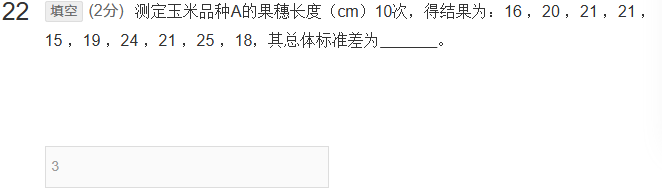 22 填空 (2分) 测定玉米品种A的果穗长度（cm）10次，得结果为：16，20，21，21，
15，19，24，21，25，18，其总体标准差为_______。
3